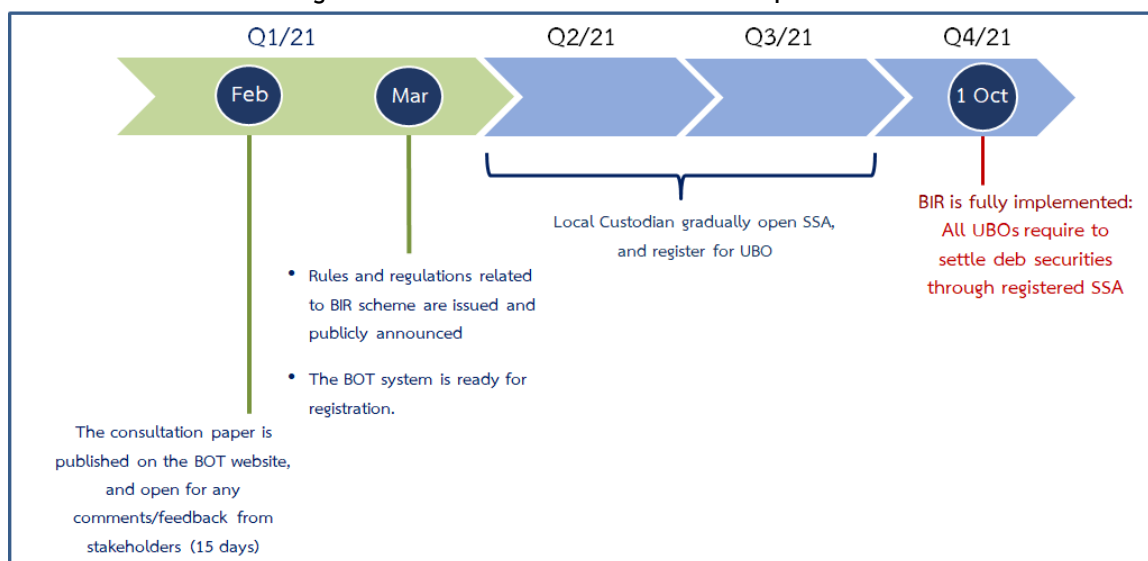 Q1/21
Q2/21
Q3/21
Q4/21
Feb
Mar
1 Oct
Local Custodian gradually open SSA,
and register for UBO
BIR is fully implemented:
All UBOs require to
settle deb securities
through registered SSA
• Rules and regulations related
to BIR scheme are issued and
publicly announced
• The BOT system is ready for
registration.
The consultation paper is
published on the BOT website,
and open for any
comments/feedback from
stakeholders (15 days)